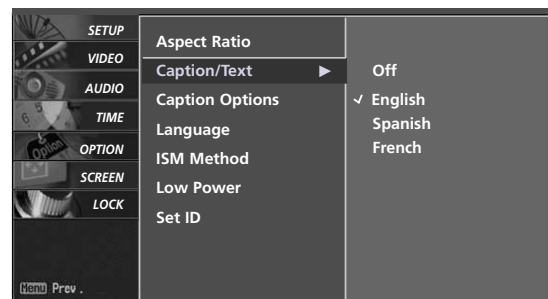 SETUP
VIDEO
AUDIO
TIME
OPTION
SCREEN
LOCK
Menu Prev.
Aspect Ratio
Caption/Text ►
Caption Options
Language
ISM Method
Low Power
Set ID
Off
✓ English
Spanish
French